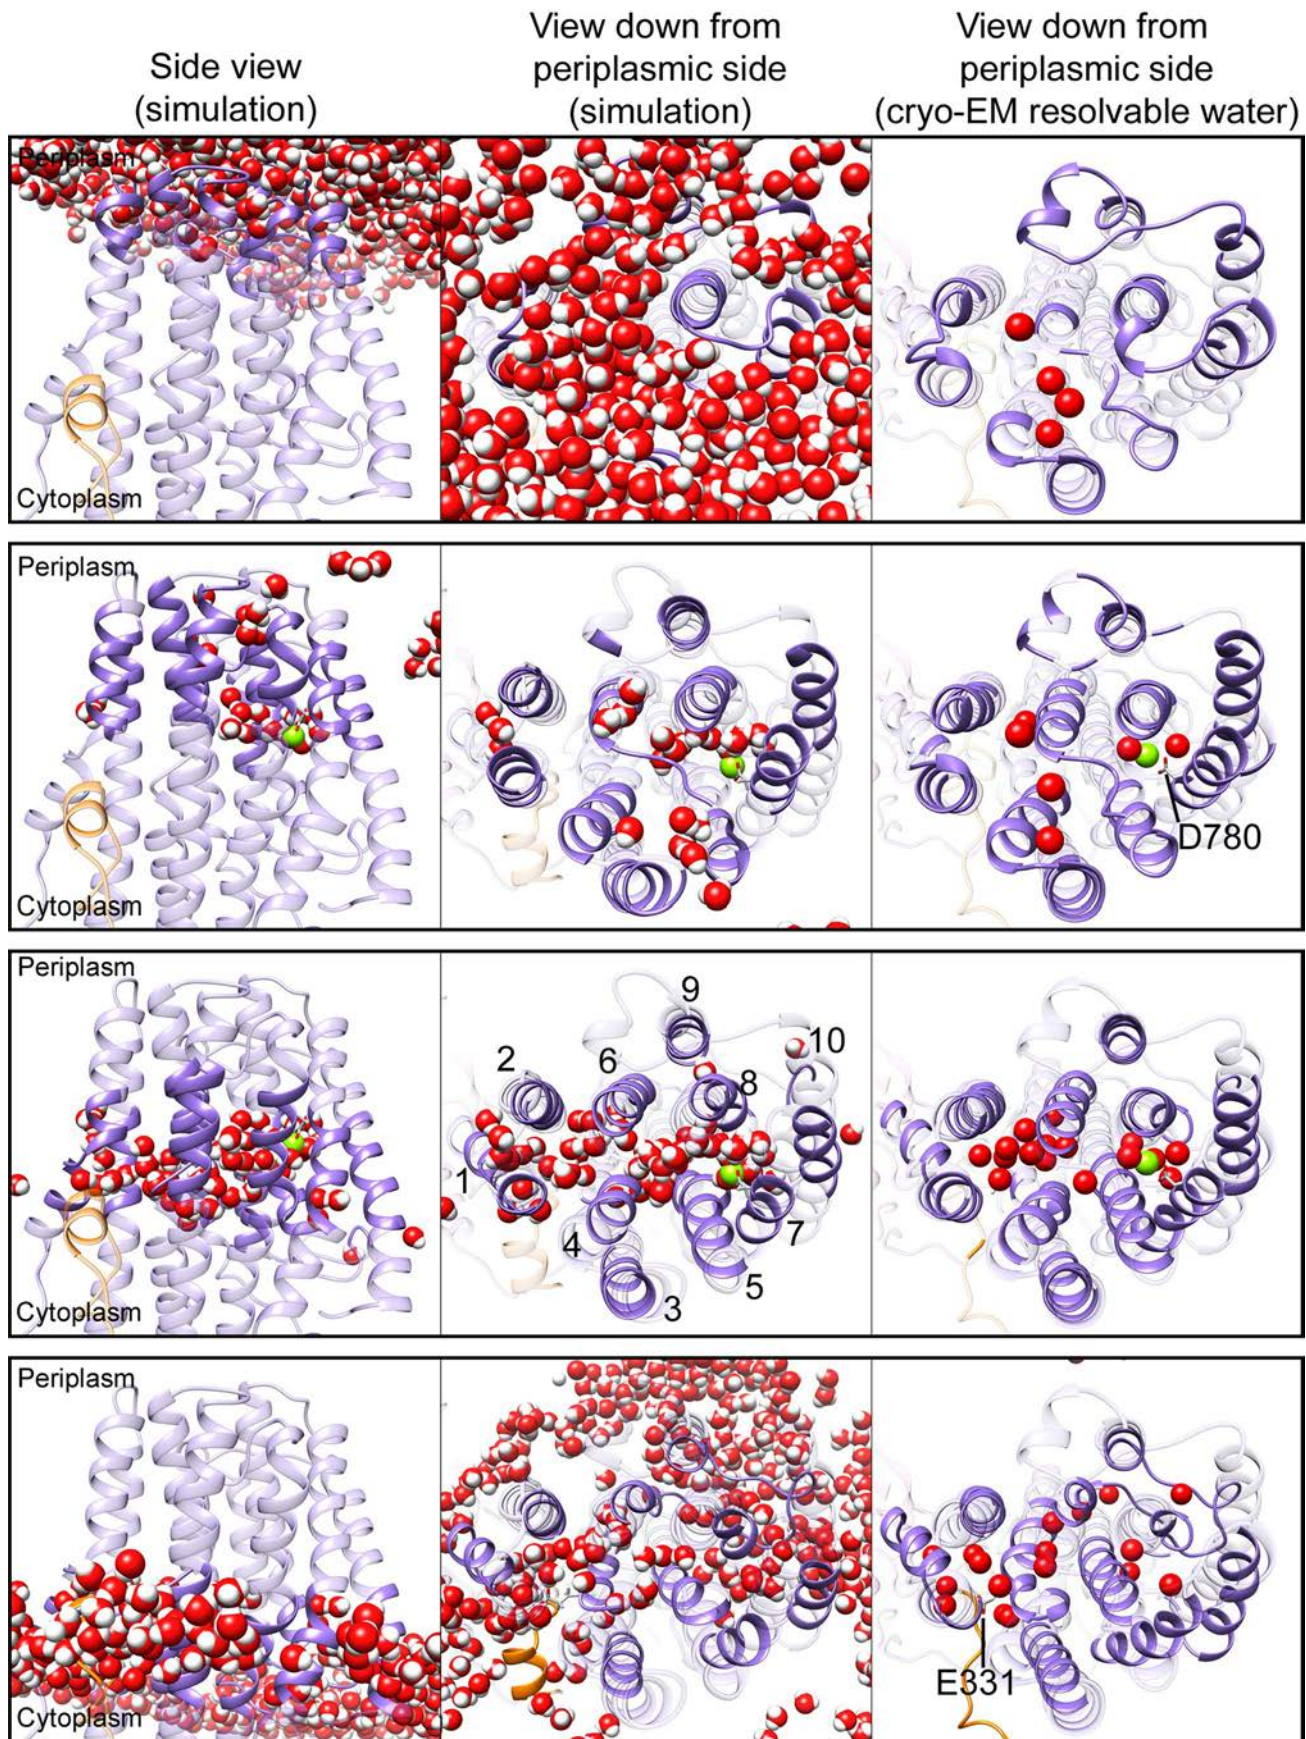 Side view
(simulation)
View down from
periplasmic side
(simulation)
View down from
periplasmic side
(cryo-EM resolvable water)
Periplasm
Cytoplasm
Periplasm
Cytoplasm
D780
Periplasm
Cytoplasm
9
10
2
6
8
1
4
7
5
3
Periplasm
Cytoplasm
E331